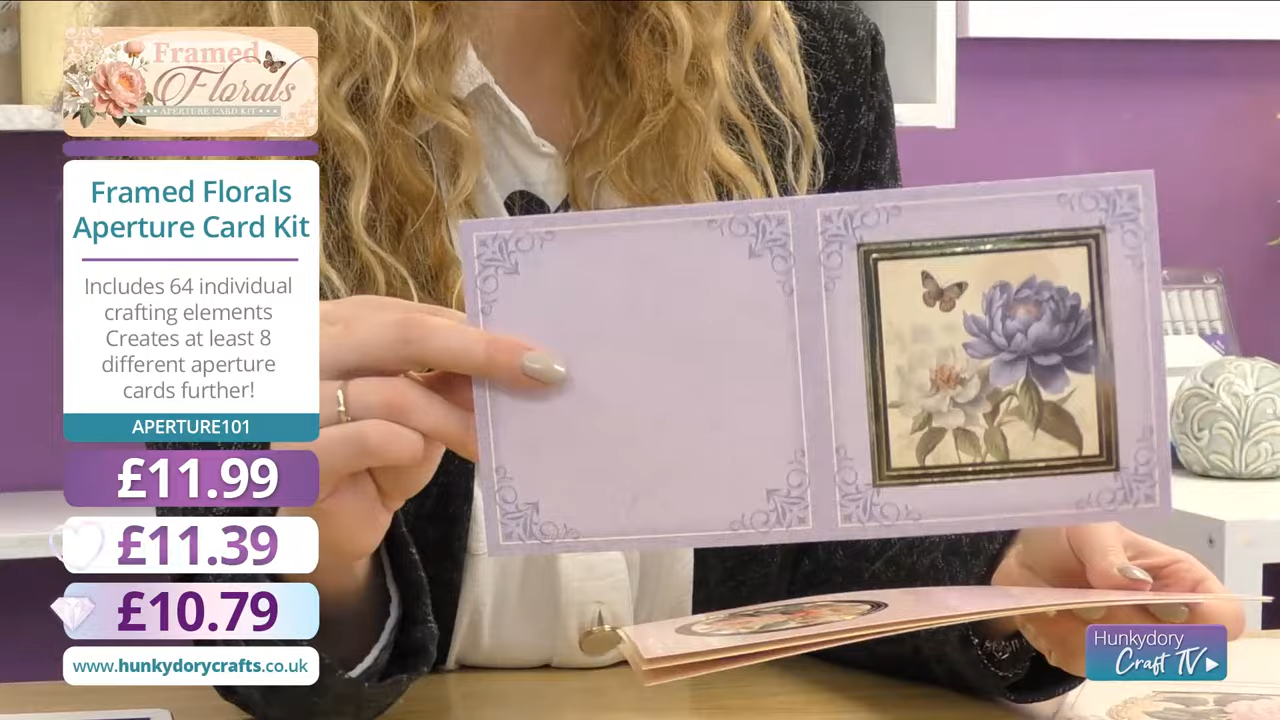 Framed
Florals
APERTURE CARD KIT
Framed Florals
Aperture Card Kit
Includes 64 individual
crafting elements
Creates at least 8
different aperture
cards further!
APERTURE101
£11.99
£11.39
£10.79
www.hunkydorycrafts.co.uk
Hunkydory
Craft TV